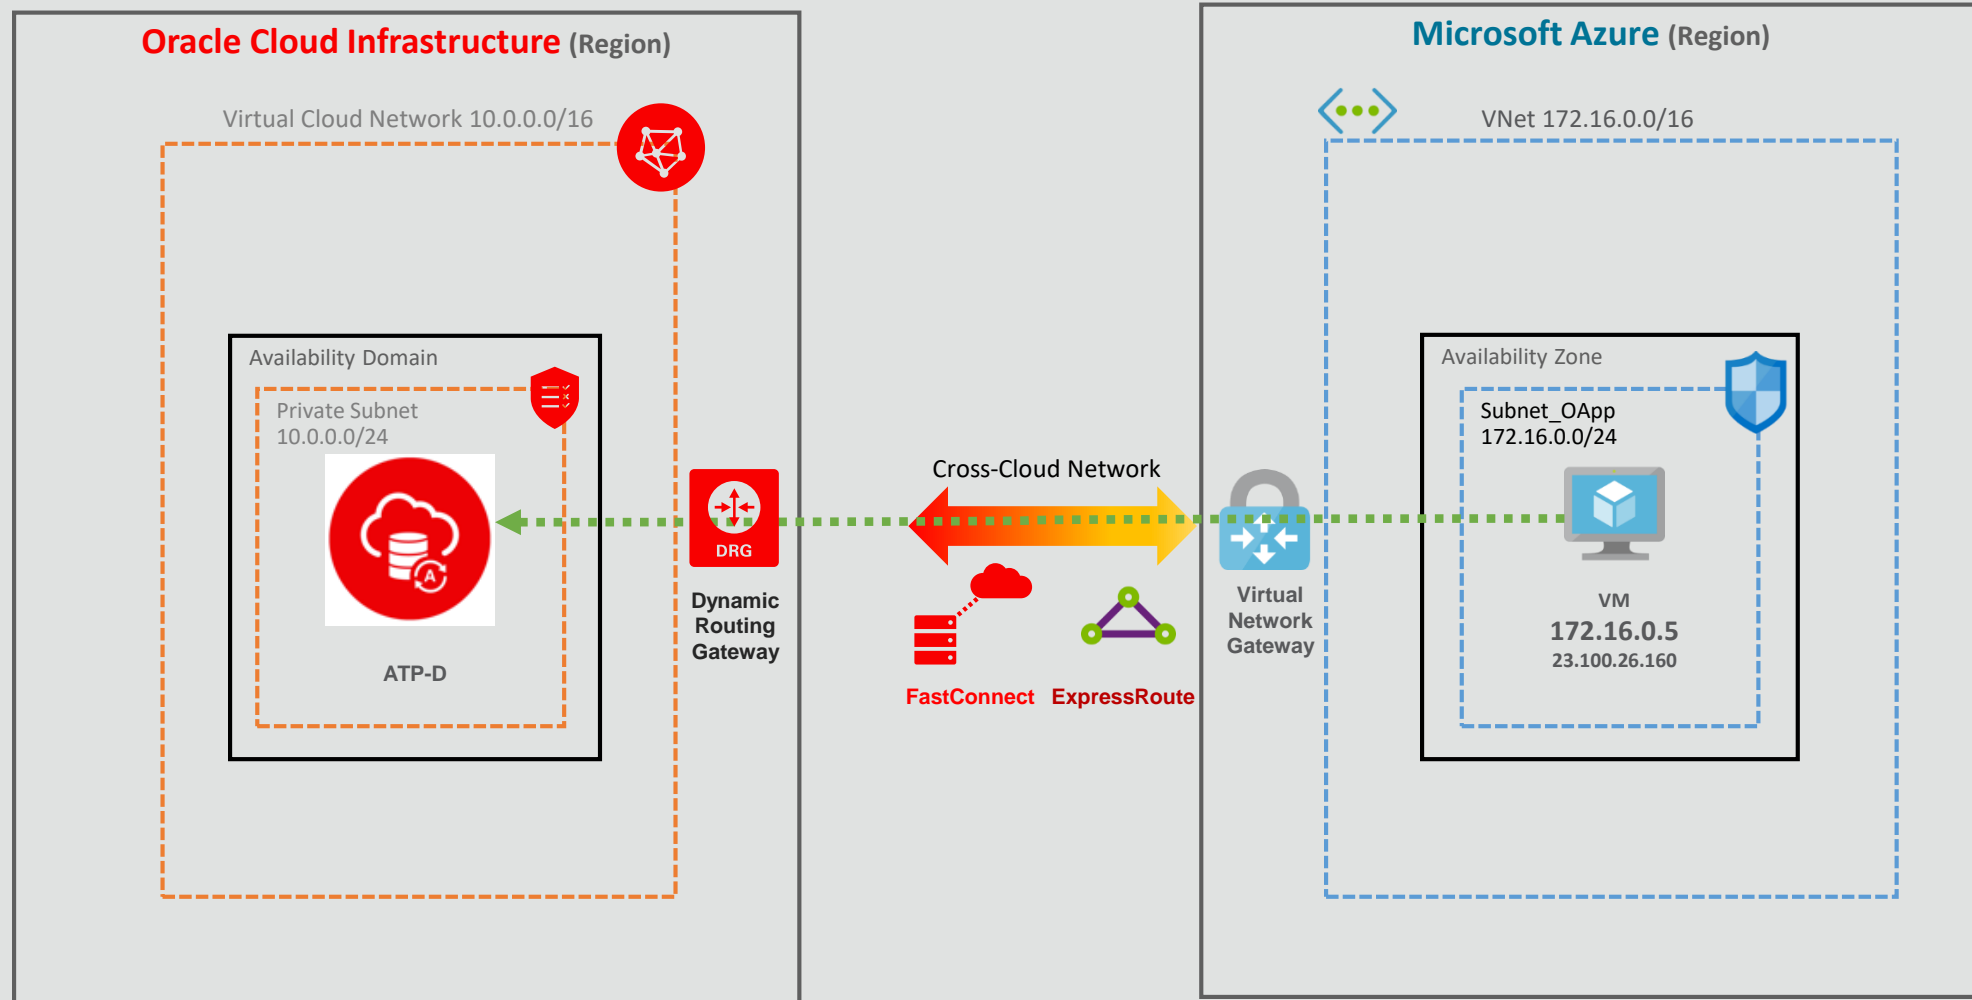 Oracle Cloud Infrastructure (Region)
Virtual Cloud Network 10.0.0.0/16
Availability Domain
Private Subnet
10.0.0.0/24
A
ATP-D
DRG
Dynamic
Routing
Gateway
Cross-Cloud Network
FastConnect
ExpressRoute
Microsoft Azure (Region)
VNet 172.16.0.0/16
Virtual
Network
Gateway
Availability Zone
Subnet_OApp
172.16.0.0/24
VM
172.16.0.5
23.100.26.160